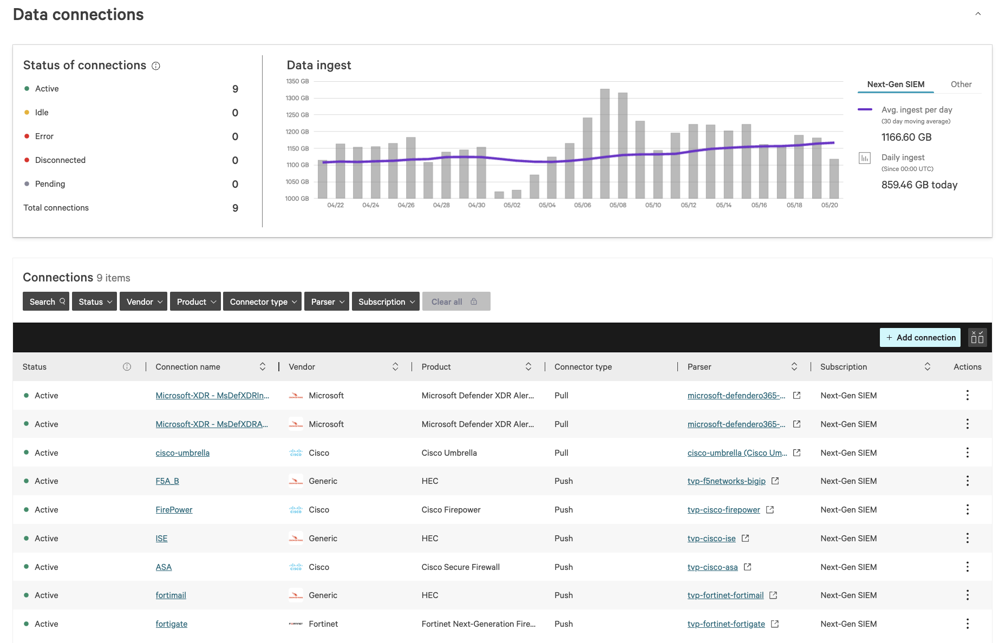 Data connections
Status of connections
Active 9
Idle 0
Error 0
Disconnected 0
Pending 0
Total connections 9
Data ingest
1350 GB
1300 GB
1250 GB
1200 GB
1150 GB
1100 GB
1050 GB
1000 GB
04/22 04/24 04/26 04/28 04/30 05/02 05/04 05/06 05/08 05/10 05/12 05/14 05/16 05/18 05/20
Next-Gen SIEM Other
Avg. ingest per day
(30 day moving average)
1166.60 GB
Daily ingest
(Since 00:00 UTC)
859.46 GB today
Connections 9 items
Search Status Vendor Product Connector type Parser Subscription Clear all
+ Add connection
Status Connection name Vendor Product Connector type Parser Subscription Actions
Active Microsoft-XDR - MsDefXDRIn... Microsoft Microsoft Defender XDR Aler... Pull microsoft-defendero365-... Next-Gen SIEM
Active Microsoft-XDR - MsDefXDRA... Microsoft Microsoft Defender XDR Aler... Pull microsoft-defendero365-... Next-Gen SIEM
Active cisco-umbrella CISCO Cisco Cisco Umbrella Pull cisco-umbrella (Cisco Um... Next-Gen SIEM
Active F5A_B Generic HEC Push tvp-f5networks-bigip Next-Gen SIEM
Active FirePower CISCO Cisco Cisco Firepower Push tvp-cisco-firepower Next-Gen SIEM
Active ISE Generic HEC Push tvp-cisco-ise Next-Gen SIEM
Active ASA CISCO Cisco Cisco Secure Firewall Push tvp-cisco-asa Next-Gen SIEM
Active fortimail Generic HEC Push tvp-fortinet-fortimail Next-Gen SIEM
Active fortigate FORTINET Fortinet Fortinet Next-Generation Fire... Push tvp-fortinet-fortigate Next-Gen SIEM